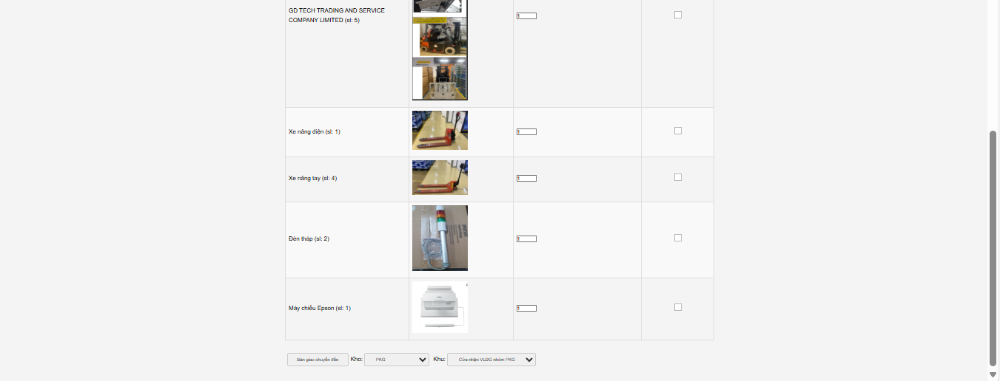 GD TECH TRADING AND SERVICE
COMPANY LIMITED (sl: 5)
1
Xe nâng điện (sl: 1)
1
Xe nâng tay (sl: 4)
1
Đèn tháp (sl: 2)
1
Máy chiếu Epson (sl: 1)
1
Bàn giao chuyển đến Kho: PKG Khu: Cửa nhận VLĐG nhóm PKG